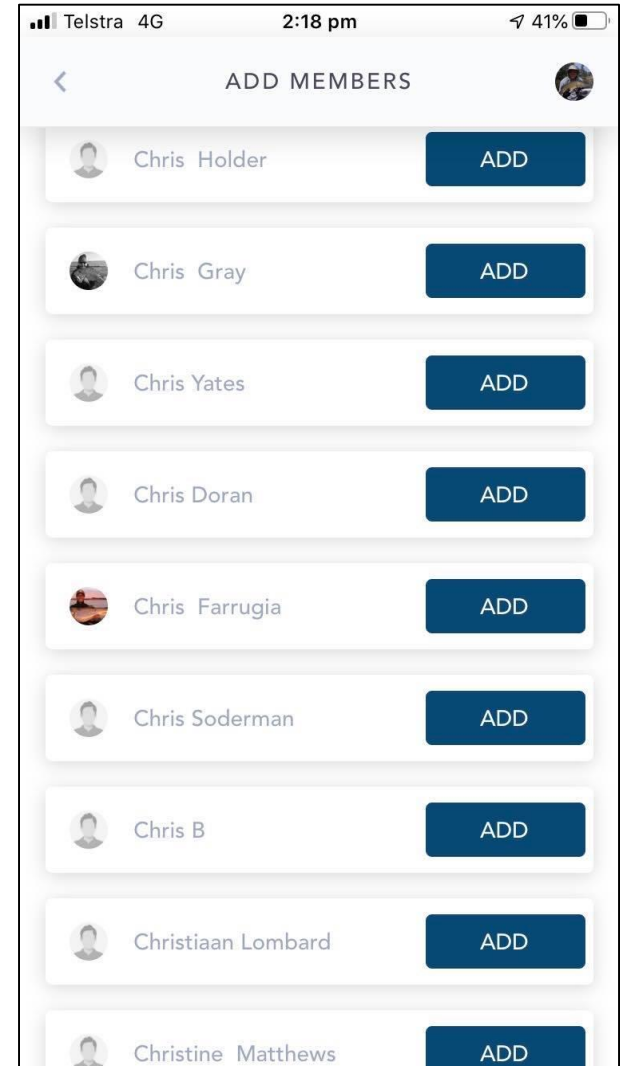 Telstra 4G 2:18 pm 41%
ADD MEMBERS
Chris Holder ADD
Chris Gray ADD
Chris Yates ADD
Chris Doran ADD
Chris Farrugia ADD
Chris Soderman ADD
Chris B ADD
Christiaan Lombard ADD
Christine Matthews ADD